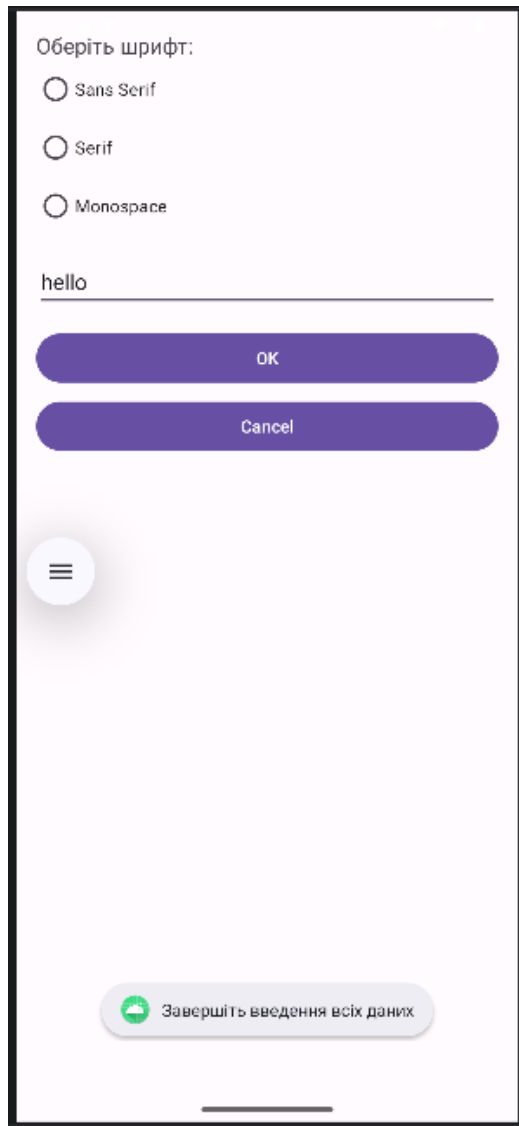 Оберіть шрифт:
Sans Serif
Serif
Monospace
hello
OK
Cancel
Завершіть введення всіх даних